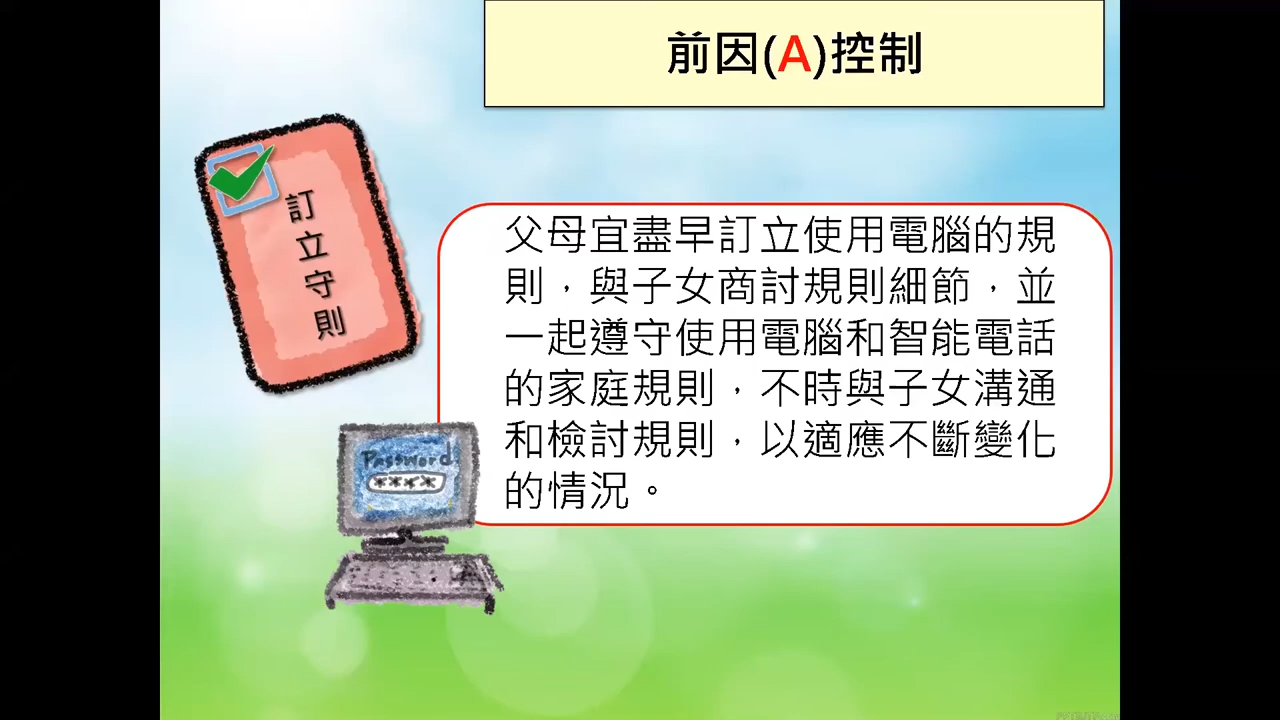 前因(A)控制
訂立守則
父母宜盡早訂立使用電腦的規
則，與子女商討規則細節，並
一起遵守使用電腦和智能電話
的家庭規則，不時與子女溝通
和檢討規則，以適應不斷變化
的情況。
Password
****